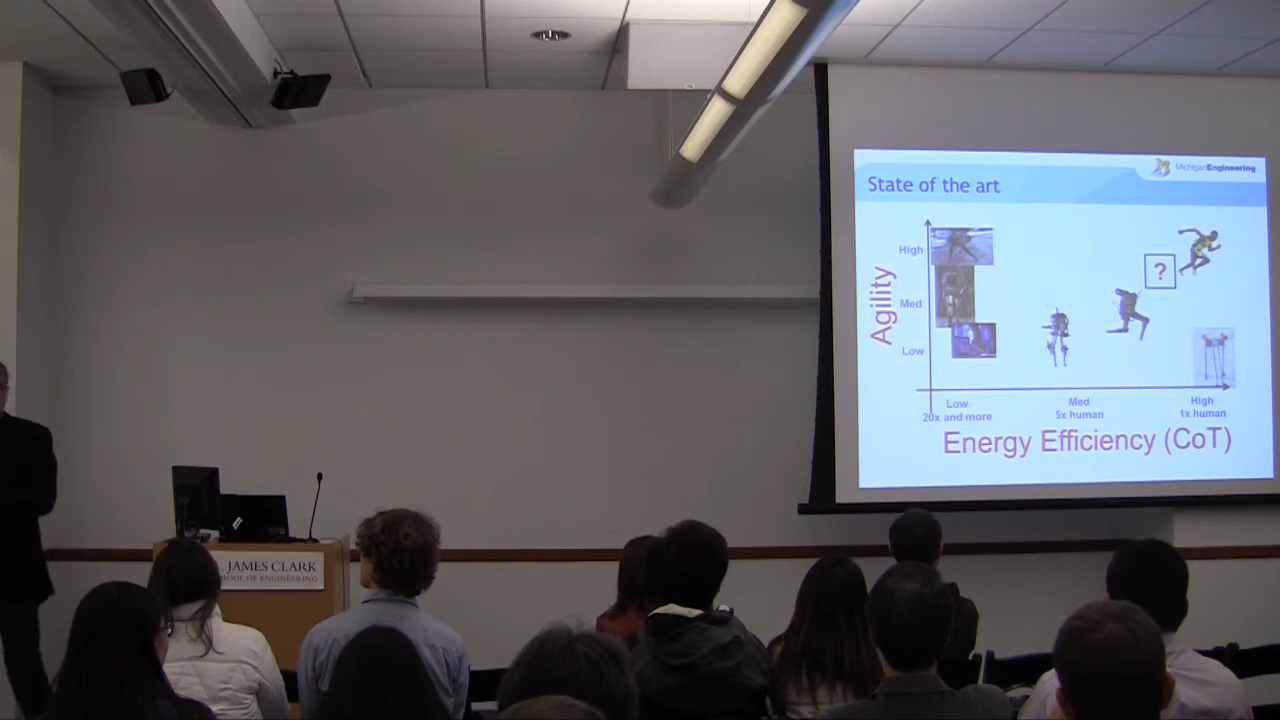 MichiganEngineering
State of the art
High
?
Med
Low
Agility
Low
20x and more
Med
5x human
High
1x human
Energy Efficiency (CoT)
. JAMES CLARK
HOOL OF ENGINEERING